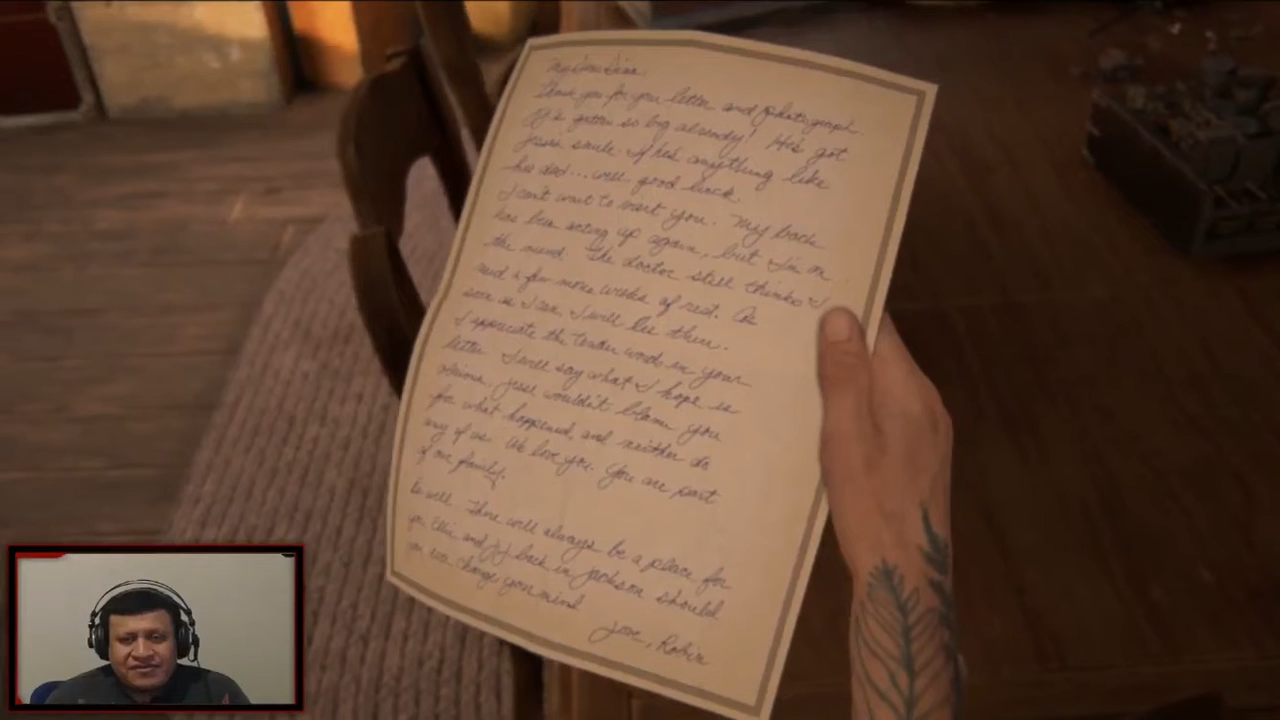 My Dear Dina
Thank you for your letter and photograph
JJ's gotten so big already! He's got
Jesse's smile. If he's anything like
his dad... well good luck.
I can't wait to meet you. My back
has been acting up again, but I'm on
the mend. The doctor still thinks I
need a few more weeks of rest. As
soon as I can, I will be there.
I appreciate the tender words in your
letter. I will say what I hope is
obvious, Jesse wouldn't blame you
for what happened, and neither do
any of us. We love you. You are part
of our family.
Be well. There will always be a place for
you, Ellie, and JJ back in Jackson should
you ever change your mind
Love, Robin